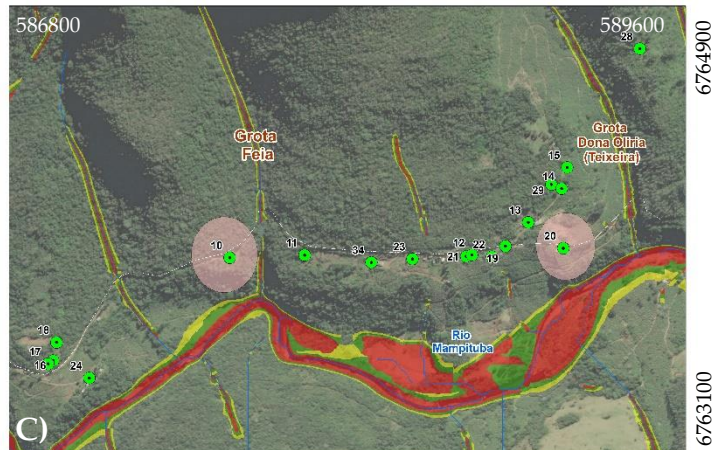 586800
589600
6764900
28
Grota
Feia
Grota
Dona Oliria
(Teixeira)
15
14
29
13
10
11
34
23
12
22
21
19
20
18
17
16
24
Rio
Mampituba
6763100
C)